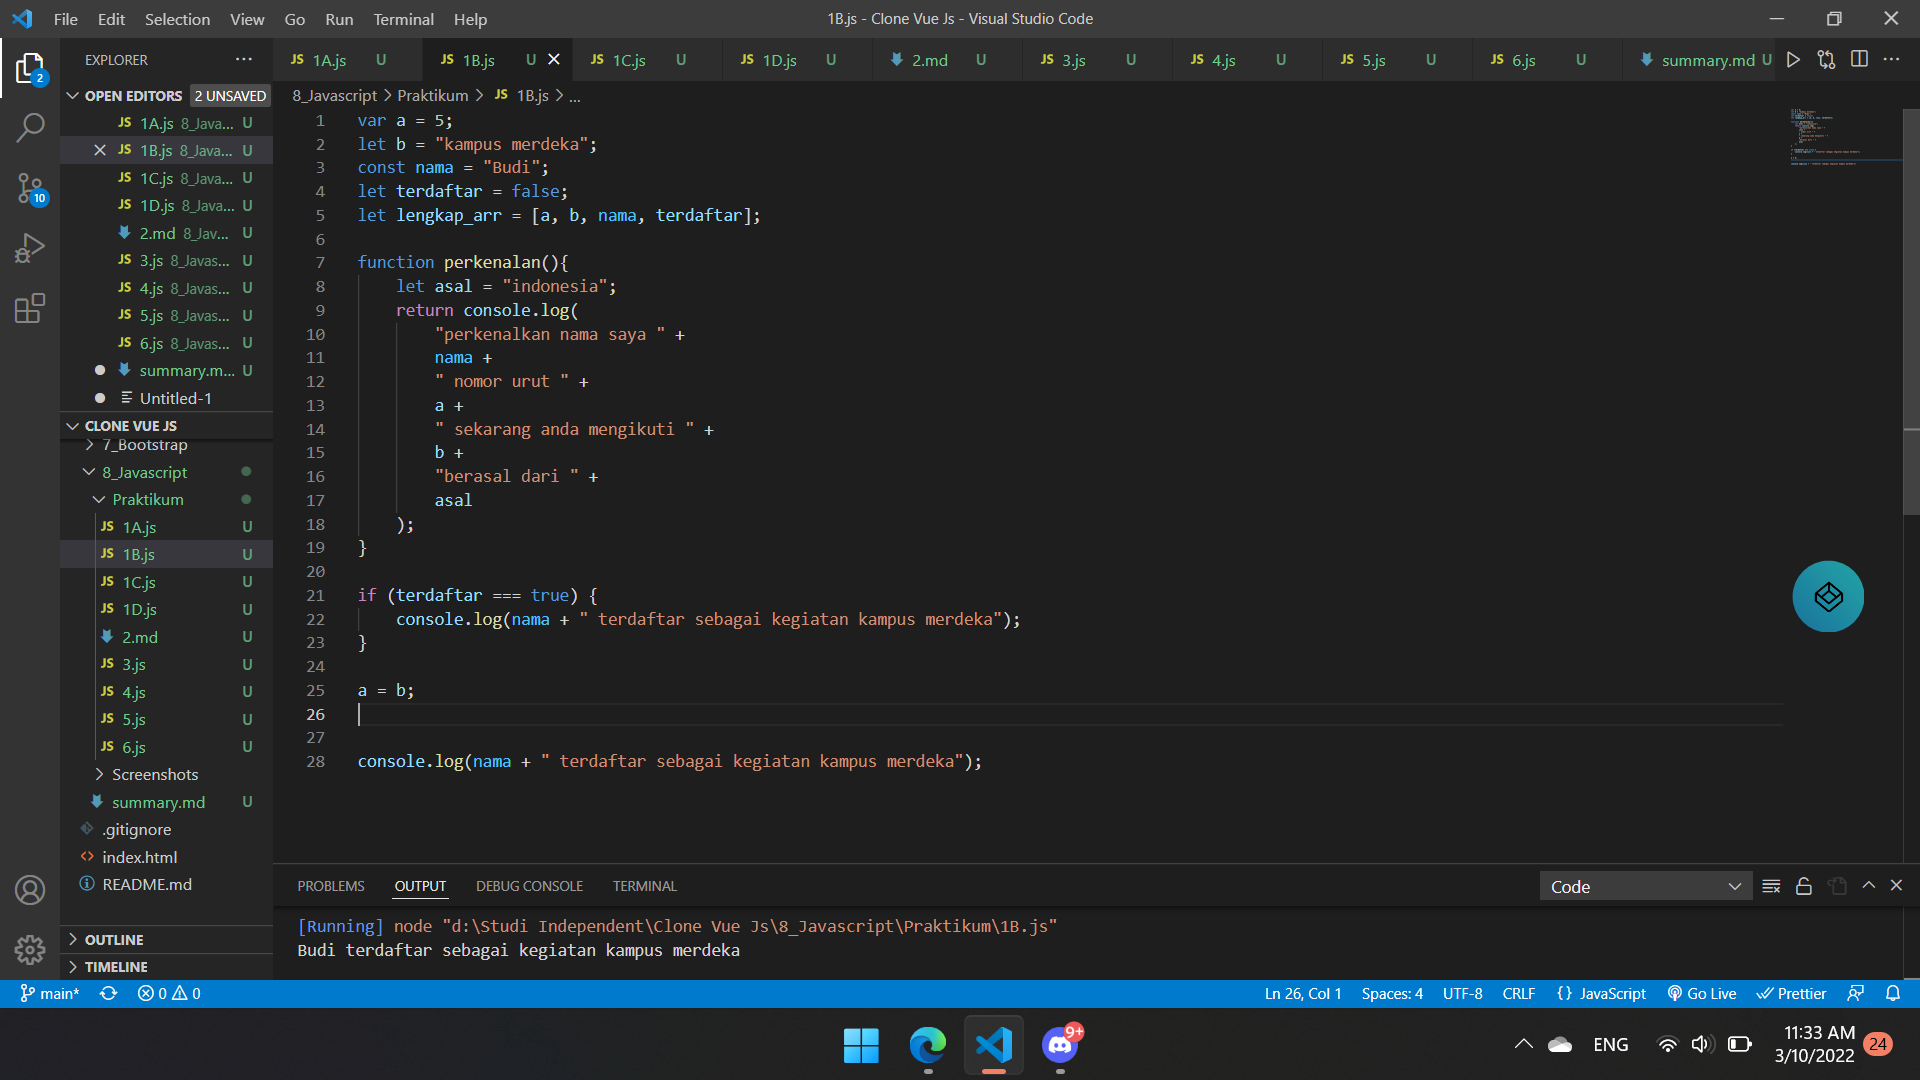 File Edit Selection View Go Run Terminal Help
1B.js - Clone Vue Js - Visual Studio Code
EXPLORER ...
JS 1A.js U
JS 1B.js U
JS 1C.js U
JS 1D.js U
2.md U
JS 3.js U
JS 4.js U
JS 5.js U
JS 6.js U
summary.md U
2
OPEN EDITORS 2 UNSAVED
JS 1A.js 8_Java... U
JS 1B.js 8_Java... U
JS 1C.js 8_Java... U
JS 1D.js 8_Java... U
2.md 8_Jav... U
JS 3.js 8_Javas... U
JS 4.js 8_Javas... U
JS 5.js 8_Javas... U
JS 6.js 8_Javas... U
summary.m... U
Untitled-1
10
CLONE VUE JS
7_Bootstrap
8_Javascript
Praktikum
JS 1A.js U
JS 1B.js U
JS 1C.js U
JS 1D.js U
2.md U
JS 3.js U
JS 4.js U
JS 5.js U
JS 6.js U
Screenshots
summary.md U
.gitignore
index.html
README.md
OUTLINE
TIMELINE
8_Javascript > Praktikum > JS 1B.js > ...
1 var a = 5;
2 let b = "kampus merdeka";
3 const nama = "Budi";
4 let terdaftar = false;
5 let lengkap_arr = [a, b, nama, terdaftar];
6
7 function perkenalan(){
8 let asal = "indonesia";
9 return console.log(
10 "perkenalkan nama saya " +
11 nama +
12 " nomor urut " +
13 a +
14 " sekarang anda mengikuti " +
15 b +
16 "berasal dari " +
17 asal
18 );
19 }
20
21 if (terdaftar === true) {
22 console.log(nama + " terdaftar sebagai kegiatan kampus merdeka");
23 }
24
25 a = b;
26
27
28 console.log(nama + " terdaftar sebagai kegiatan kampus merdeka");
PROBLEMS OUTPUT DEBUG CONSOLE TERMINAL
Code
[Running] node "d:\Studi Independent\Clone Vue Js\8_Javascript\Praktikum\1B.js"
Budi terdaftar sebagai kegiatan kampus merdeka
main* 0 0
Ln 26, Col 1 Spaces: 4 UTF-8 CRLF {} JavaScript Go Live Prettier
9+
ENG
11:33 AM
3/10/2022
24